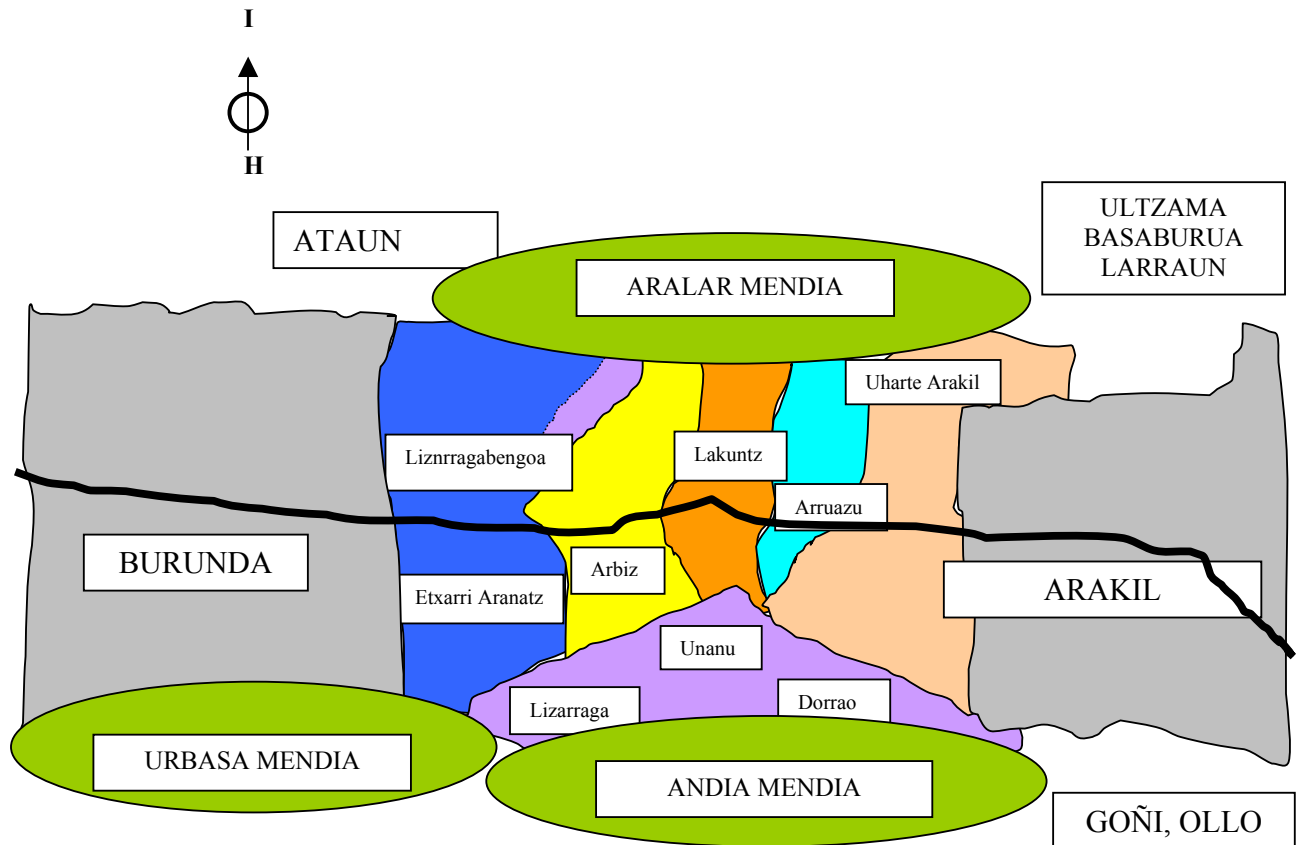 I
H
ATAUN
ULTZAMA
BASABURUA
LARRAUN
ARALAR MENDIA
Uharte Arakil
Liznrragabengoa
Lakuntz
Arruazu
BURUNDA
Arbiz
Etxarri Aranatz
ARAKIL
Unanu
Lizarraga
Dorrao
URBASA MENDIA
ANDIA MENDIA
GOÑI, OLLO